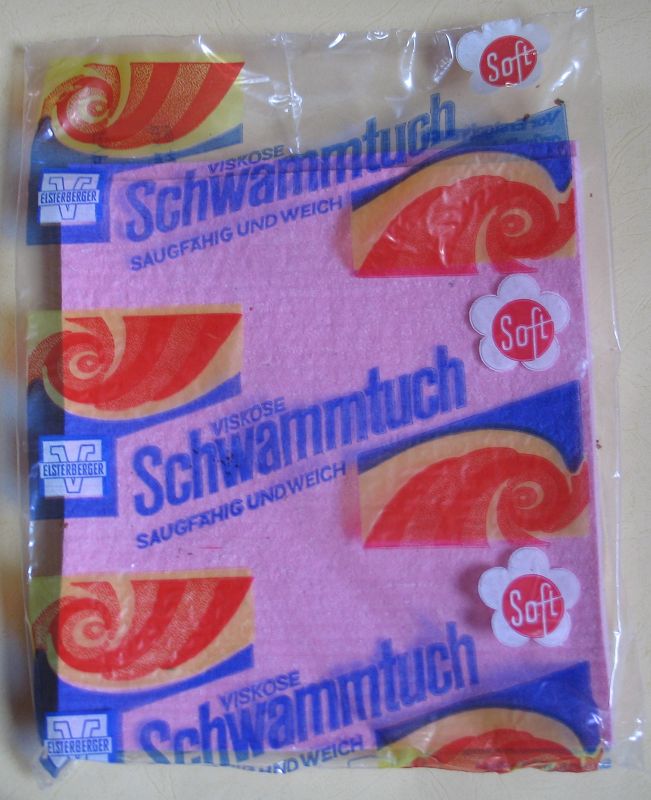 Soft
VISKOSE
Schwammtuch
ELSTERBERGER
SAUGFÄHIG UND WEICH
Soft
VISKOSE
Schwammtuch
ELSTERBERGER
SAUGFÄHIG UND WEICH
Soft
VISKOSE
Schwammtuch
ELSTERBERGER
UND WEICH